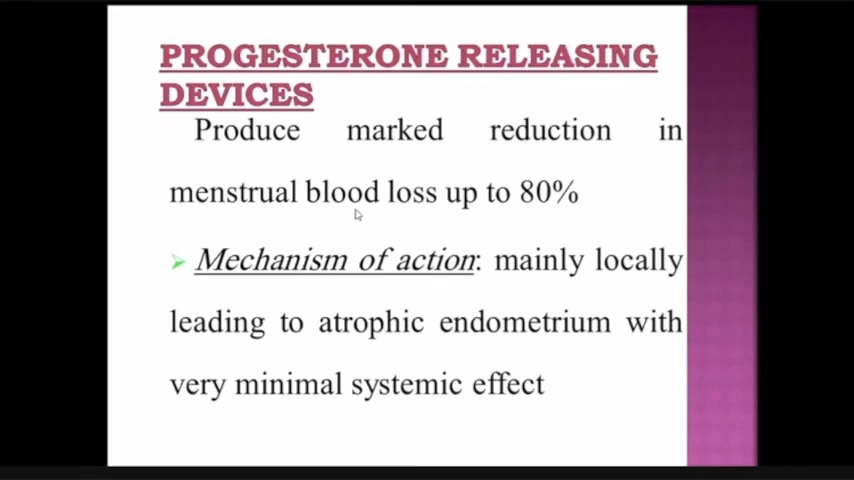 PROGESTERONE RELEASING
DEVICES
Produce marked reduction in
menstrual blood loss up to 80%
Mechanism of action: mainly locally
leading to atrophic endometrium with
very minimal systemic effect